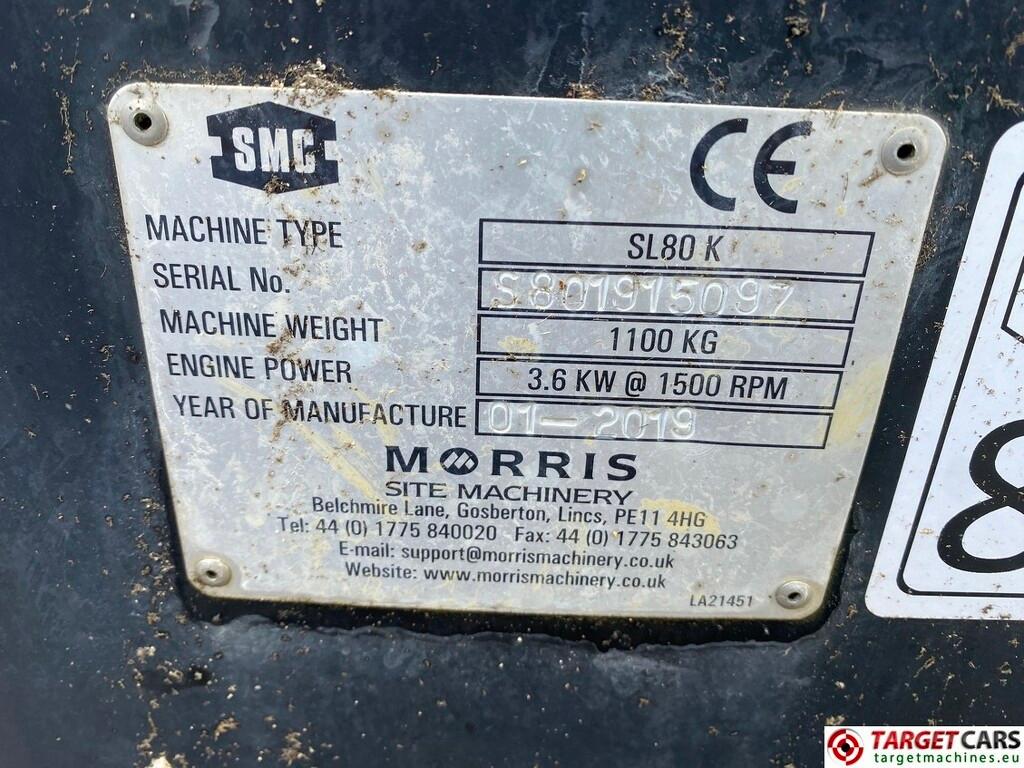 SMC
CE
MACHINE TYPE SL80 K
SERIAL No. S801915097
MACHINE WEIGHT 1100 KG
ENGINE POWER 3.6 KW @ 1500 RPM
YEAR OF MANUFACTURE 01-2019
MORRIS
SITE MACHINERY
Belchmire Lane, Gosberton, Lincs, PE11 4HG
Tel: 44 (0) 1775 840020 Fax: 44 (0) 1775 843063
E-mail: support@morrismachinery.co.uk
Website: www.morrismachinery.co.uk
LA21451
8
TARGETCARS
targetmachines.eu